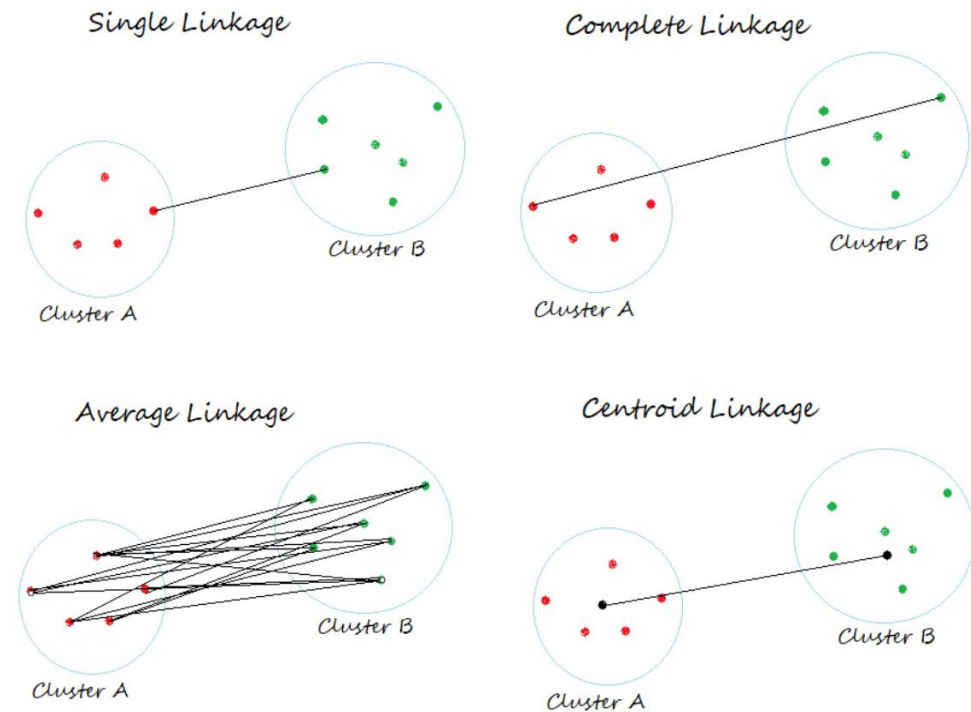 Single Linkage
Complete Linkage
Cluster B
Cluster B
Cluster A
Cluster A
Average Linkage
Centroid Linkage
Cluster B
Cluster B
Cluster A
Cluster A